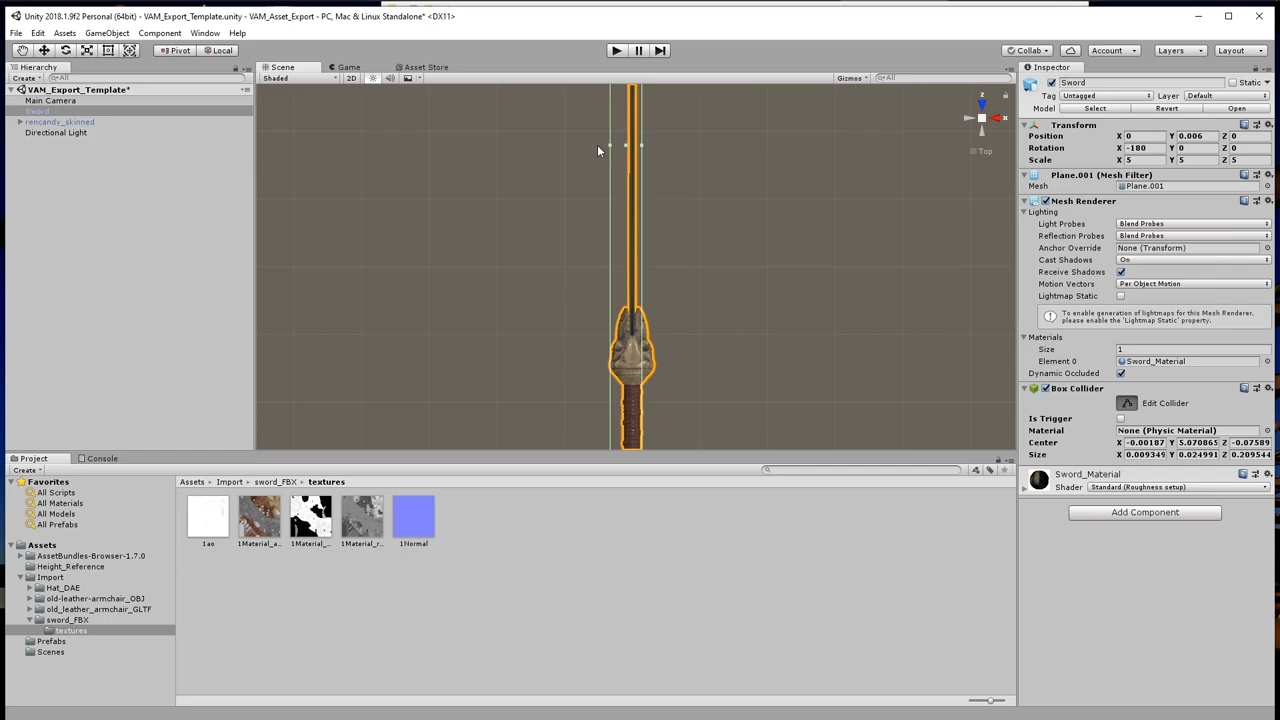 Unity 2018.1.9f2 Personal (64bit) - VAM_Export_Template.unity - VAM_Asset_Export - PC, Mac & Linux Standalone* <DX11>
File Edit Assets GameObject Component Window Help
Pivot Local Collab Account Layers Layout
Hierarchy
Create All
VAM_Export_Template*
Main Camera
Sword
rencandy_skinned
Directional Light
Scene Game Asset Store
Shaded 2D Gizmos All
z
x
Top
Inspector
Sword Static
Tag Untagged Layer Default
Model Select Revert Open
Transform
Position X 0 Y 0.006 Z 0
Rotation X -180 Y 0 Z 0
Scale X 5 Y 5 Z 5
Plane.001 (Mesh Filter)
Mesh Plane.001
Mesh Renderer
Lighting
Light Probes Blend Probes
Reflection Probes Blend Probes
Anchor Override None (Transform)
Cast Shadows On
Receive Shadows
Motion Vectors Per Object Motion
Lightmap Static
To enable generation of lightmaps for this Mesh Renderer,
please enable the 'Lightmap Static' property.
Materials
Size 1
Element 0 Sword_Material
Dynamic Occluded
Box Collider
Edit Collider
Is Trigger
Material None (Physic Material)
Center X -0.00187 Y 5.070865 Z -0.07589
Size X 0.009349 Y 0.024991 Z 0.209544
Sword_Material
Shader Standard (Roughness setup)
Add Component
Project Console
Create
Favorites
All Scripts
All Materials
All Models
All Prefabs
Assets
AssetBundles-Browser-1.7.0
Height_Reference
Import
Hat_DAE
old-leather-armchair_OBJ
old_leather_armchair_GLTF
sword_FBX
textures
Prefabs
Scenes
Assets Import sword_FBX textures
1ao 1Material_a... 1Material_... 1Material_r... 1Normal